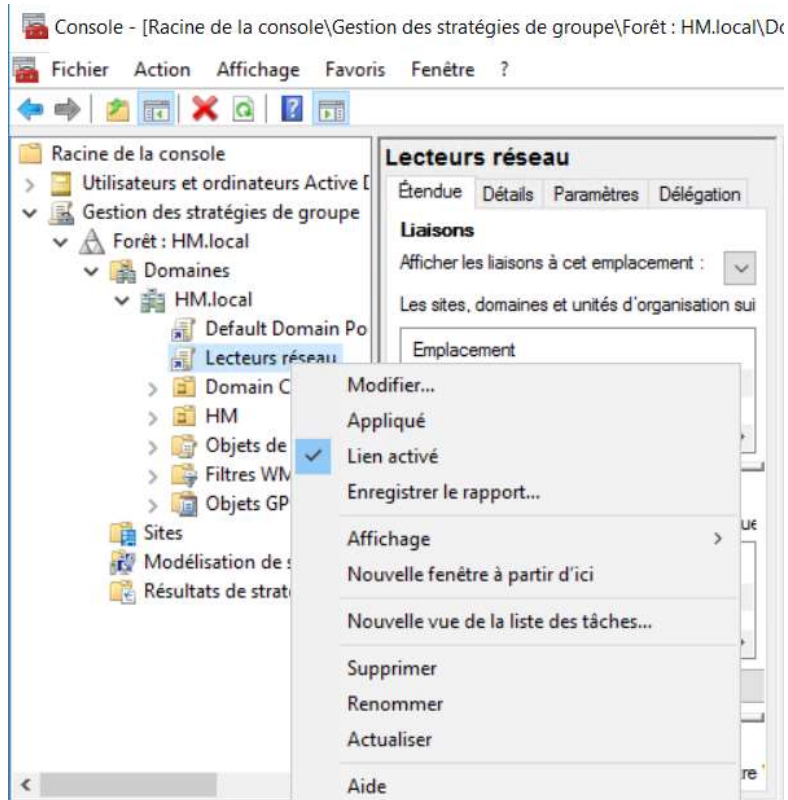 Console - [Racine de la console\Gestion des stratégies de groupe\Forêt : HM.local\Do
Fichier Action Affichage Favoris Fenêtre ?
Racine de la console
Utilisateurs et ordinateurs Active D
Gestion des stratégies de groupe
Forêt : HM.local
Domaines
HM.local
Default Domain Po
Lecteurs réseau
Domain C
HM
Objets de
Filtres WM
Objets GP
Sites
Modélisation de s
Résultats de strat
Lecteurs réseau
Étendue Détails Paramètres Délégation
Liaisons
Afficher les liaisons à cet emplacement :
Les sites, domaines et unités d'organisation sui
Emplacement
Modifier...
Appliqué
Lien activé
Enregistrer le rapport...
Affichage
Nouvelle fenêtre à partir d'ici
Nouvelle vue de la liste des tâches...
Supprimer
Renommer
Actualiser
Aide